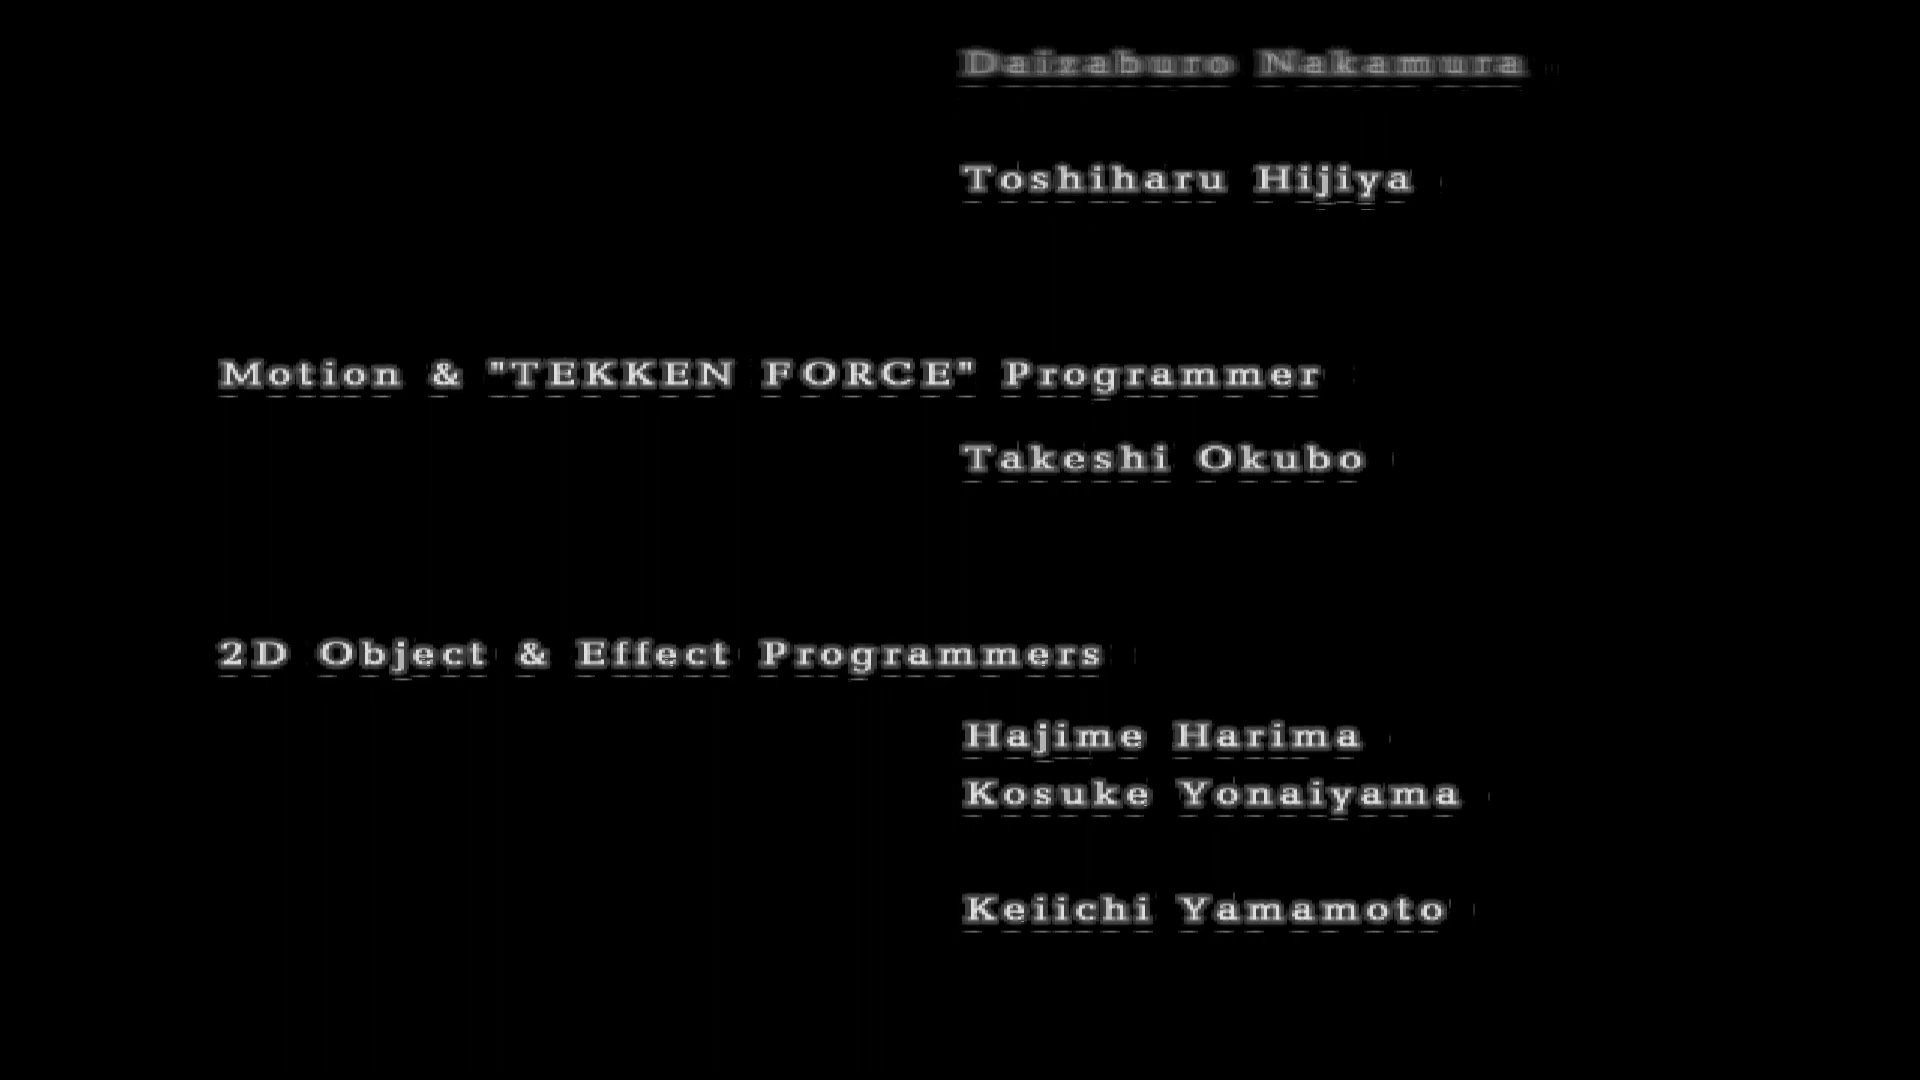 Daizaburo Nakamura
Toshiharu Hijiya
Motion & "TEKKEN FORCE" Programmer
Takeshi Okubo
2D Object & Effect Programmers
Hajime Harima
Kosuke Yonaiyama
Keiichi Yamamoto